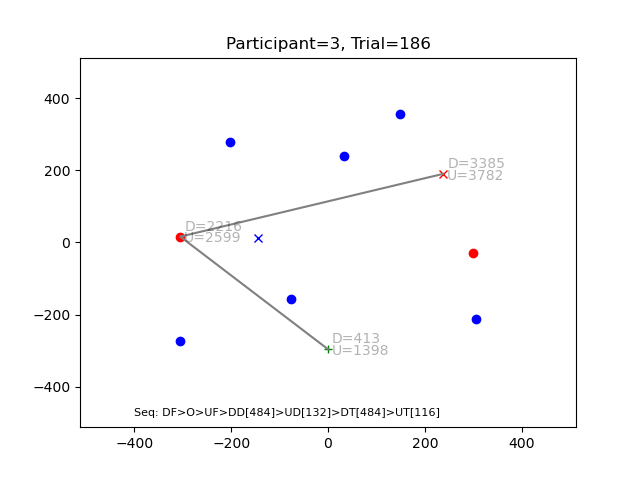 Participant=3, Trial=186
400
200
0
−200
−400
−400
−200
0
200
400
D=3385
U=3782
D=2216
U=2599
D=413
U=1398
Seq: DF>O>UF>DD[484]>UD[132]>DT[484]>UT[116]